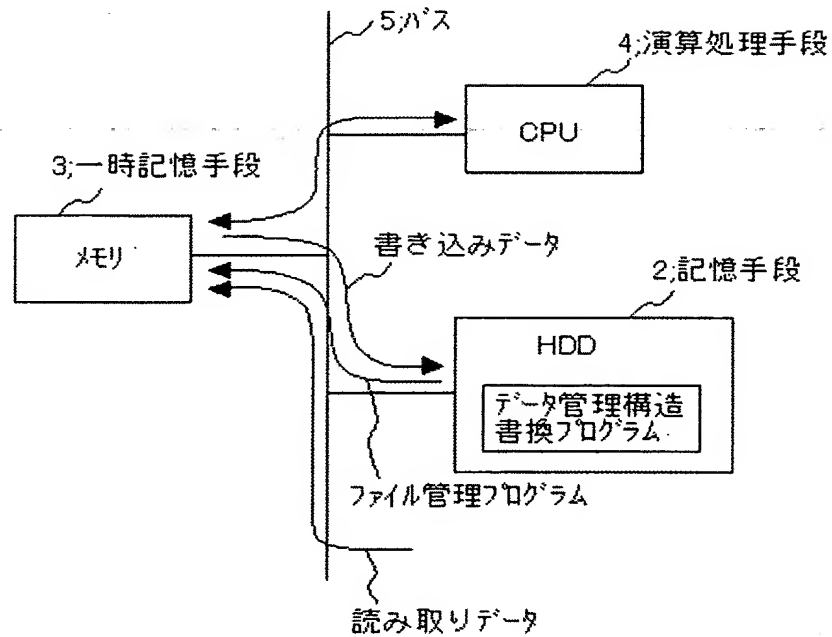 5;バス
4;演算処理手段
CPU
3;一時記憶手段
メモリ
書き込みデータ
2;記憶手段
HDD
データ管理構造
書換プログラム
ファイル管理プログラム
読み取りデータ